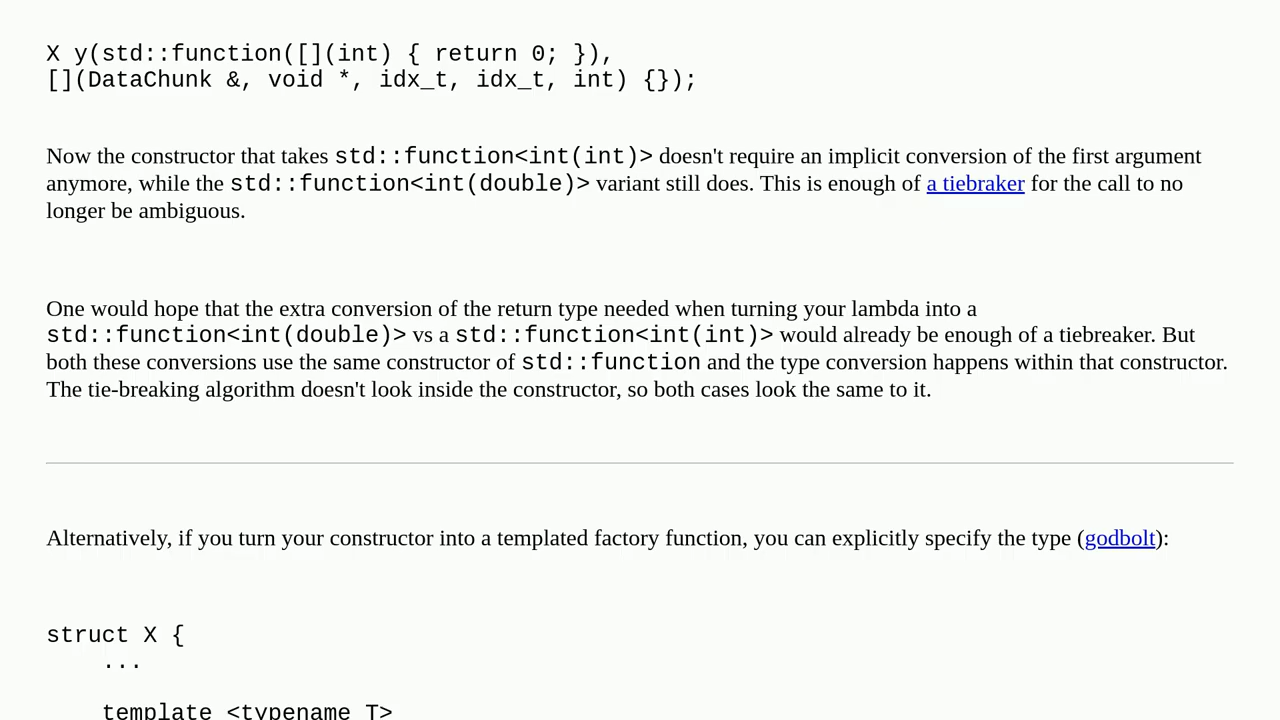 X y(std::function([](int) { return 0; }),
[](DataChunk &, void *, idx_t, idx_t, int) {});
Now the constructor that takes std::function<int(int)> doesn't require an implicit conversion of the first argument
anymore, while the std::function<int(double)> variant still does. This is enough of a tiebraker for the call to no
longer be ambiguous.
One would hope that the extra conversion of the return type needed when turning your lambda into a
std::function<int(double)> vs a std::function<int(int)> would already be enough of a tiebreaker. But
both these conversions use the same constructor of std::function and the type conversion happens within that constructor.
The tie-breaking algorithm doesn't look inside the constructor, so both cases look the same to it.
Alternatively, if you turn your constructor into a templated factory function, you can explicitly specify the type (godbolt):
struct X {
...
template <typename T>